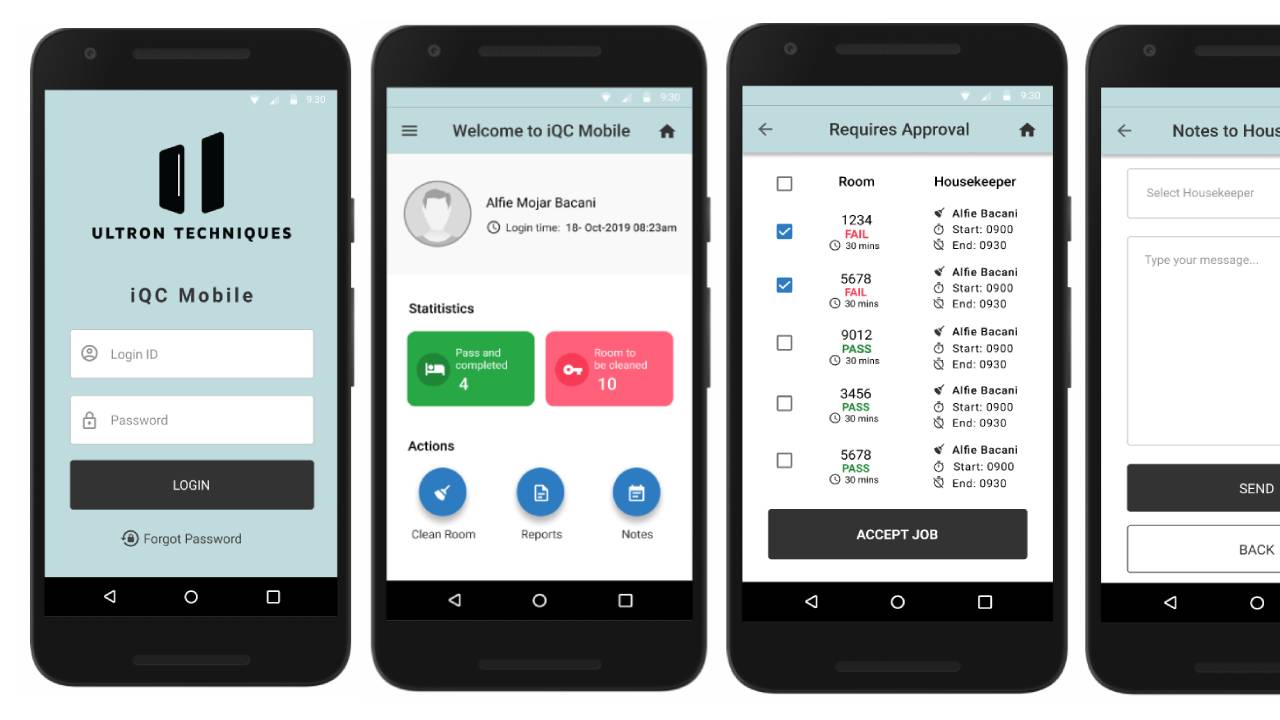 9:30
ULTRON TECHNIQUES
iQC Mobile
Login ID
Password
LOGIN
Forgot Password
9:30
Welcome to iQC Mobile
Alfie Mojar Bacani
Login time: 18- Oct-2019 08:23am
Statitistics
Pass and
completed
4
Room to
be cleaned
10
Actions
Clean Room
Reports
Notes
9:30
Requires Approval
Room
Housekeeper
1234
FAIL
30 mins
Alfie Bacani
Start: 0900
End: 0930
5678
FAIL
30 mins
Alfie Bacani
Start: 0900
End: 0930
9012
PASS
30 mins
Alfie Bacani
Start: 0900
End: 0930
3456
PASS
30 mins
Alfie Bacani
Start: 0900
End: 0930
5678
PASS
30 mins
Alfie Bacani
Start: 0900
End: 0930
ACCEPT JOB
Notes to Hous
Select Housekeeper
Type your message...
SEND
BACK